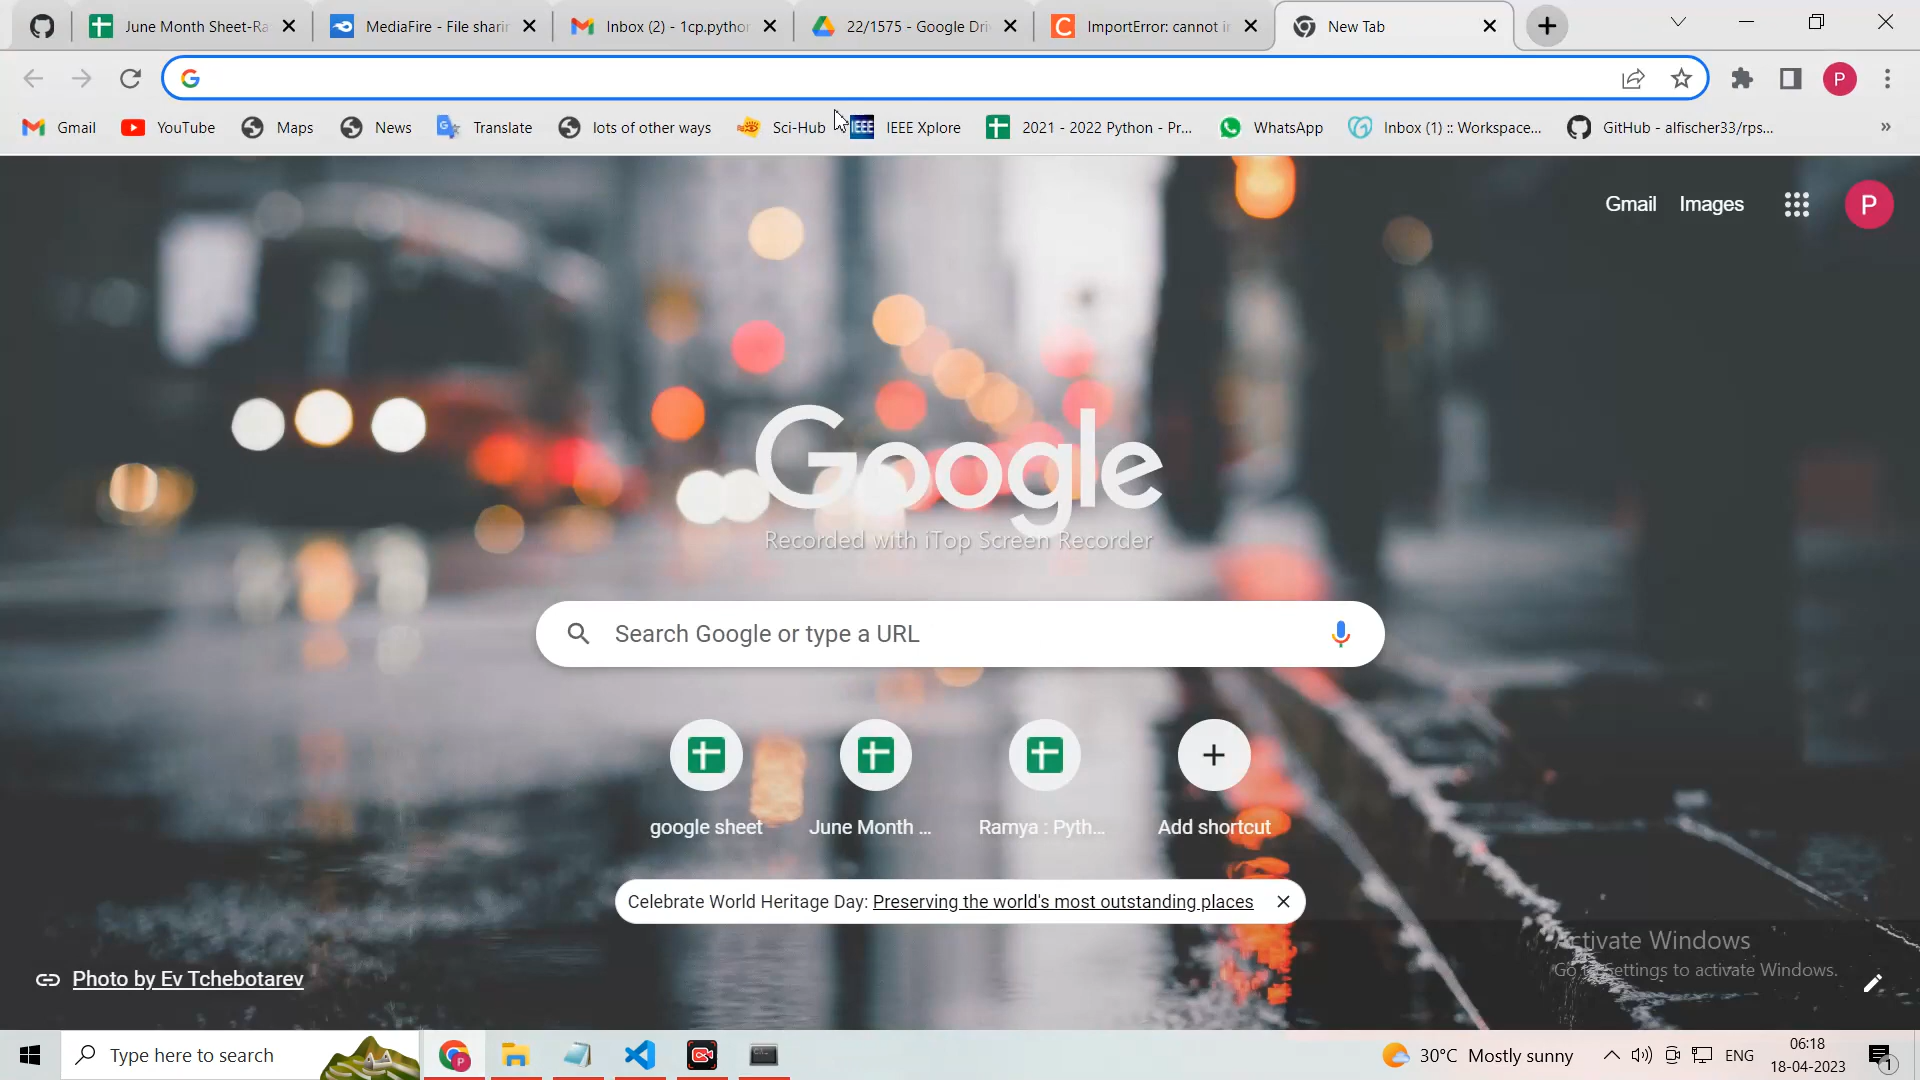 June Month Sheet-Ra
MediaFire - File sharin
Inbox (2) - 1cp.python
22/1575 - Google Dri
ImportError: cannot i
New Tab
P
Gmail
YouTube
Maps
News
Translate
lots of other ways
Sci-Hub
IEEE
IEEE Xplore
2021 - 2022 Python - Pr...
WhatsApp
Inbox (1) :: Workspace...
GitHub - alfischer33/rps...
»
Gmail
Images
P
Google
Recorded with iTop Screen Recorder
Search Google or type a URL
google sheet
June Month ...
Ramya : Pyth...
Add shortcut
Celebrate World Heritage Day: Preserving the world's most outstanding places
Activate Windows
Go to Settings to activate Windows.
Photo by Ev Tchebotarev
Type here to search
P
30°C Mostly sunny
ENG
06:18
18-04-2023
1